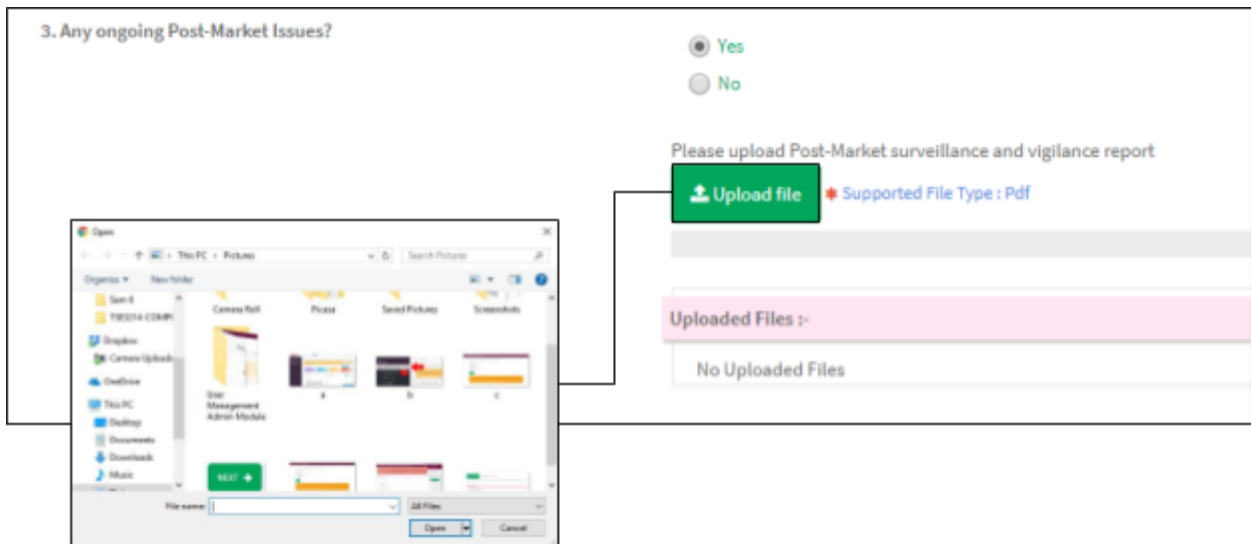 3. Any ongoing Post-Market Issues?
Yes
No
Please upload Post-Market surveillance and vigilance report
Upload file
* Supported File Type : Pdf
Uploaded Files :-
No Uploaded Files
Open
This PC > Pictures
Search Pictures
Organize
New folder
Dropbox
Camera Uploads
OneDrive
This PC
Desktop
Documents
Downloads
Music
Camera Roll
Picasa
Saved Pictures
Screenshots
User Management Admin Module
a
b
c
NEXT
File name:
All Files
Open
Cancel